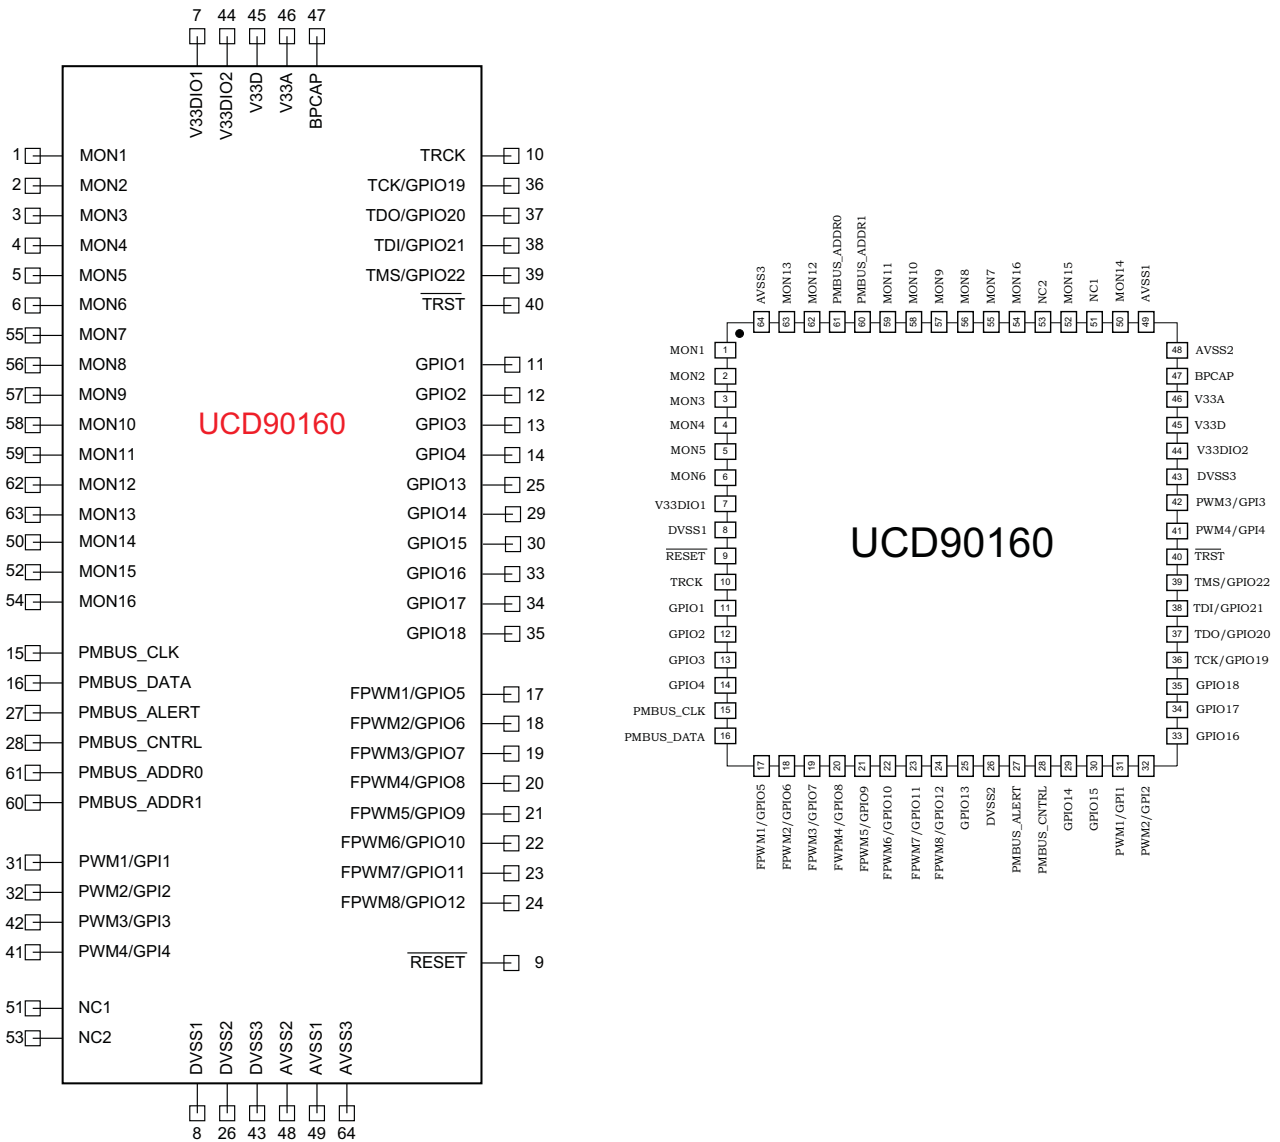 7 44 45 46 47
V33DIO1 V33DIO2 V33D V33A BPCAP
1 MON1 TRCK 10
2 MON2 TCK/GPIO19 36
3 MON3 TDO/GPIO20 37
4 MON4 TDI/GPIO21 38
5 MON5 TMS/GPIO22 39
6 MON6 TRST 40
55 MON7
56 MON8 GPIO1 11
57 MON9 GPIO2 12
58 MON10 GPIO3 13
UCD90160
59 MON11 GPIO4 14
62 MON12 GPIO13 25
63 MON13 GPIO14 29
50 MON14 GPIO15 30
52 MON15 GPIO16 33
54 MON16 GPIO17 34
GPIO18 35
15 PMBUS_CLK
16 PMBUS_DATA FPWM1/GPIO5 17
27 PMBUS_ALERT FPWM2/GPIO6 18
28 PMBUS_CNTRL FPWM3/GPIO7 19
61 PMBUS_ADDR0 FPWM4/GPIO8 20
60 PMBUS_ADDR1 FPWM5/GPIO9 21
FPWM6/GPIO10 22
31 PWM1/GPI1 FPWM7/GPIO11 23
32 PWM2/GPI2 FPWM8/GPIO12 24
42 PWM3/GPI3
41 PWM4/GPI4 RESET 9
51 NC1
53 NC2
DVSS1 DVSS2 DVSS3 AVSS2 AVSS1 AVSS3
8 26 43 48 49 64
AVSS3 MON13 MON12 PMBUS_ADDR0 PMBUS_ADDR1 MON11 MON10 MON9 MON8 MON7 MON16 NC2 MON15 NC1 MON14 AVSS1
64 63 62 61 60 59 58 57 56 55 54 53 52 51 50 49
MON1 1 48 AVSS2
MON2 2 47 BPCAP
MON3 3 46 V33A
MON4 4 45 V33D
MON5 5 44 V33DIO2
MON6 6 43 DVSS3
V33DIO1 7 42 PWM3/GPI3
DVSS1 8 41 PWM4/GPI4
UCD90160
RESET 9 40 TRST
TRCK 10 39 TMS/GPIO22
GPIO1 11 38 TDI/GPIO21
GPIO2 12 37 TDO/GPIO20
GPIO3 13 36 TCK/GPIO19
GPIO4 14 35 GPIO18
PMBUS_CLK 15 34 GPIO17
PMBUS_DATA 16 33 GPIO16
17 18 19 20 21 22 23 24 25 26 27 28 29 30 31 32
FPWM1/GPIO5 FPWM2/GPIO6 FPWM3/GPIO7 FWPM4/GPIO8 FPWM5/GPIO9 FPWM6/GPIO10 FPWM7/GPIO11 FPWM8/GPIO12 GPIO13 DVSS2 PMBUS_ALERT PMBUS_CNTRL GPIO14 GPIO15 PWM1/GPI1 PWM2/GPI2